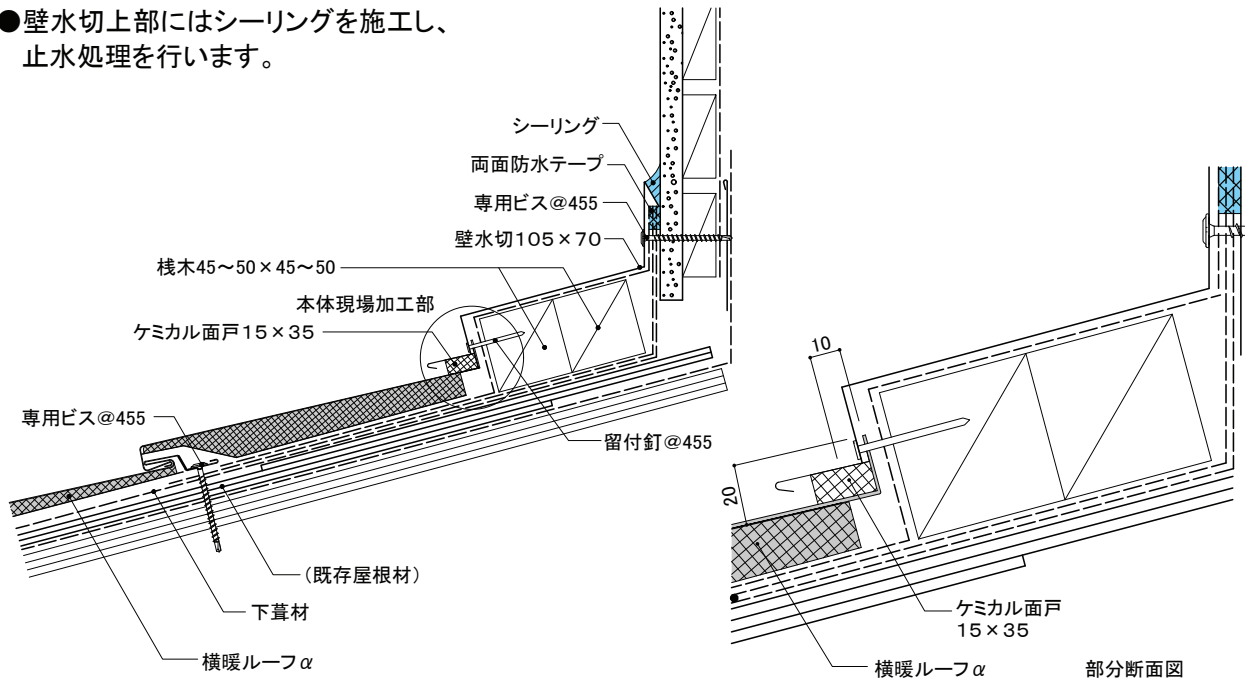 ●壁水切上部にはシーリングを施工し、
止水処理を行います。
シーリング
両面防水テープ
専用ビス@455
壁水切105×70
桟木45～50×45～50
本体現場加工部
ケミカル面戸15×35
専用ビス@455
留付釘@455
(既存屋根材)
下葺材
横暖ルーフα
10
20
ケミカル面戸
15×35
横暖ルーフα
部分断面図